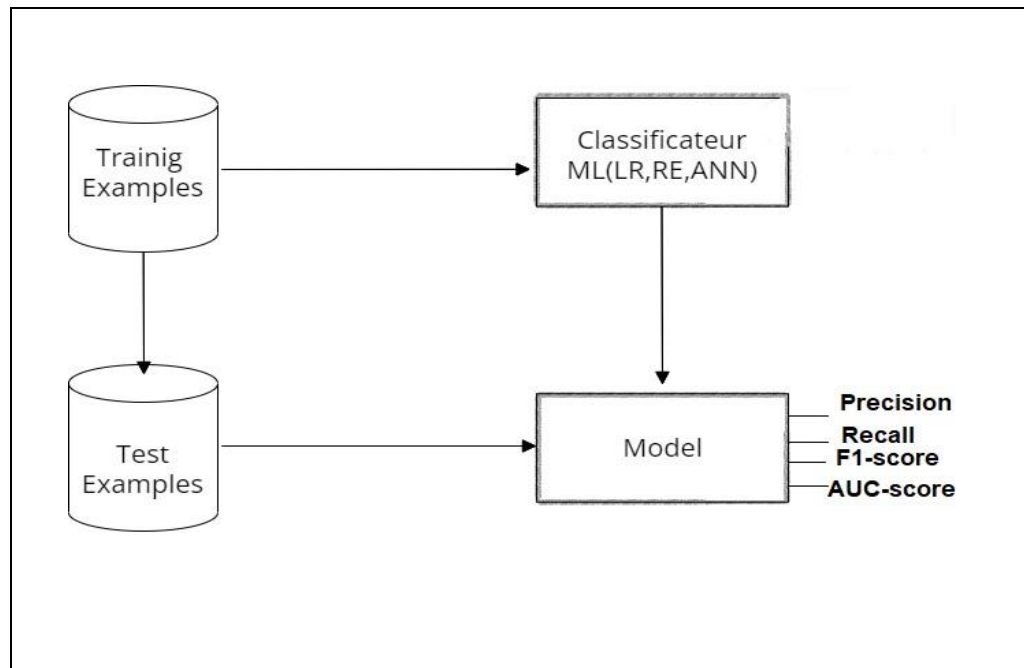 Trainig
Examples
Classificateur
ML(LR,RE,ANN)
Test
Examples
Model
Precision
Recall
F1-score
AUC-score